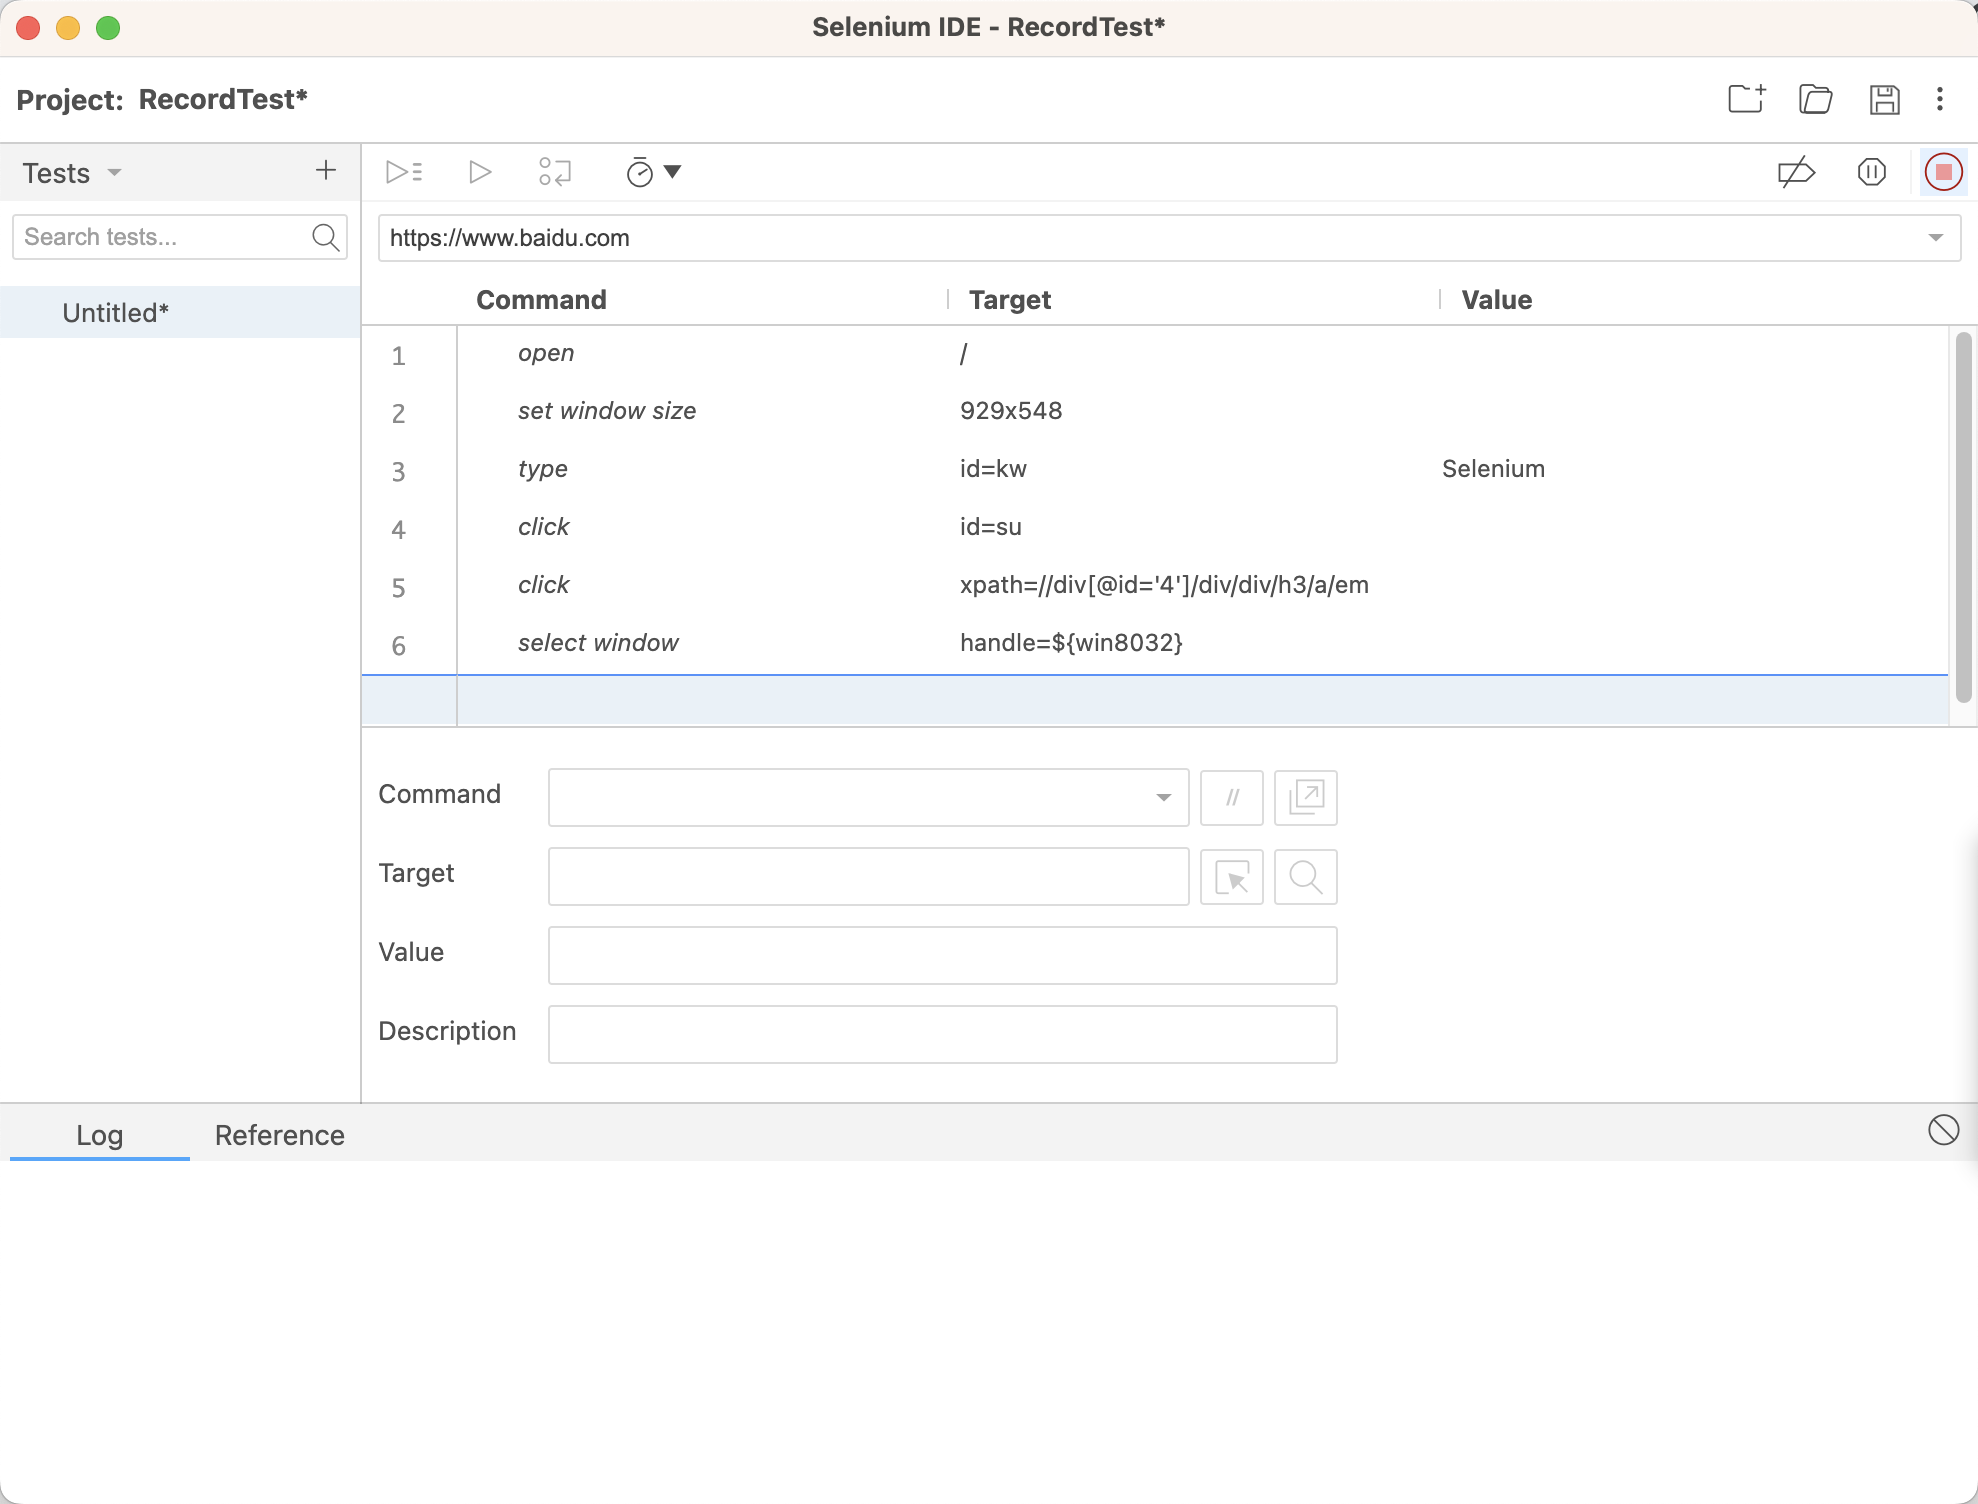 Selenium IDE - RecordTest*
Project: RecordTest*
Tests
Search tests...
Untitled*
https://www.baidu.com
Command Target Value
1 open /
2 set window size 929x548
3 type id=kw Selenium
4 click id=su
5 click xpath=//div[@id='4']/div/div/h3/a/em
6 select window handle=${win8032}
Command
//
Target
Value
Description
Log Reference